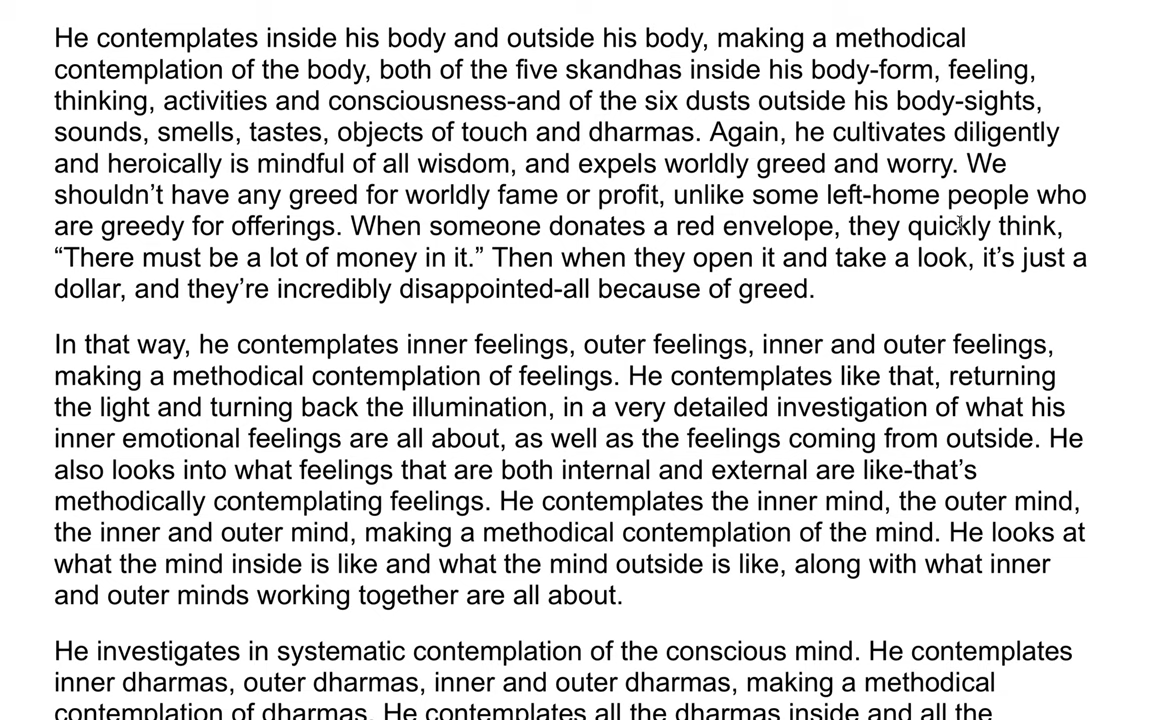 He contemplates inside his body and outside his body, making a methodical
contemplation of the body, both of the five skandhas inside his body-form, feeling,
thinking, activities and consciousness-and of the six dusts outside his body-sights,
sounds, smells, tastes, objects of touch and dharmas. Again, he cultivates diligently
and heroically is mindful of all wisdom, and expels worldly greed and worry. We
shouldn’t have any greed for worldly fame or profit, unlike some left-home people who
are greedy for offerings. When someone donates a red envelope, they quickly think,
“There must be a lot of money in it.” Then when they open it and take a look, it’s just a
dollar, and they’re incredibly disappointed-all because of greed.
In that way, he contemplates inner feelings, outer feelings, inner and outer feelings,
making a methodical contemplation of feelings. He contemplates like that, returning
the light and turning back the illumination, in a very detailed investigation of what his
inner emotional feelings are all about, as well as the feelings coming from outside. He
also looks into what feelings that are both internal and external are like-that’s
methodically contemplating feelings. He contemplates the inner mind, the outer mind,
the inner and outer mind, making a methodical contemplation of the mind. He looks at
what the mind inside is like and what the mind outside is like, along with what inner
and outer minds working together are all about.
He investigates in systematic contemplation of the conscious mind. He contemplates
inner dharmas, outer dharmas, inner and outer dharmas, making a methodical
contemplation of dharmas. He contemplates all the dharmas inside and all the